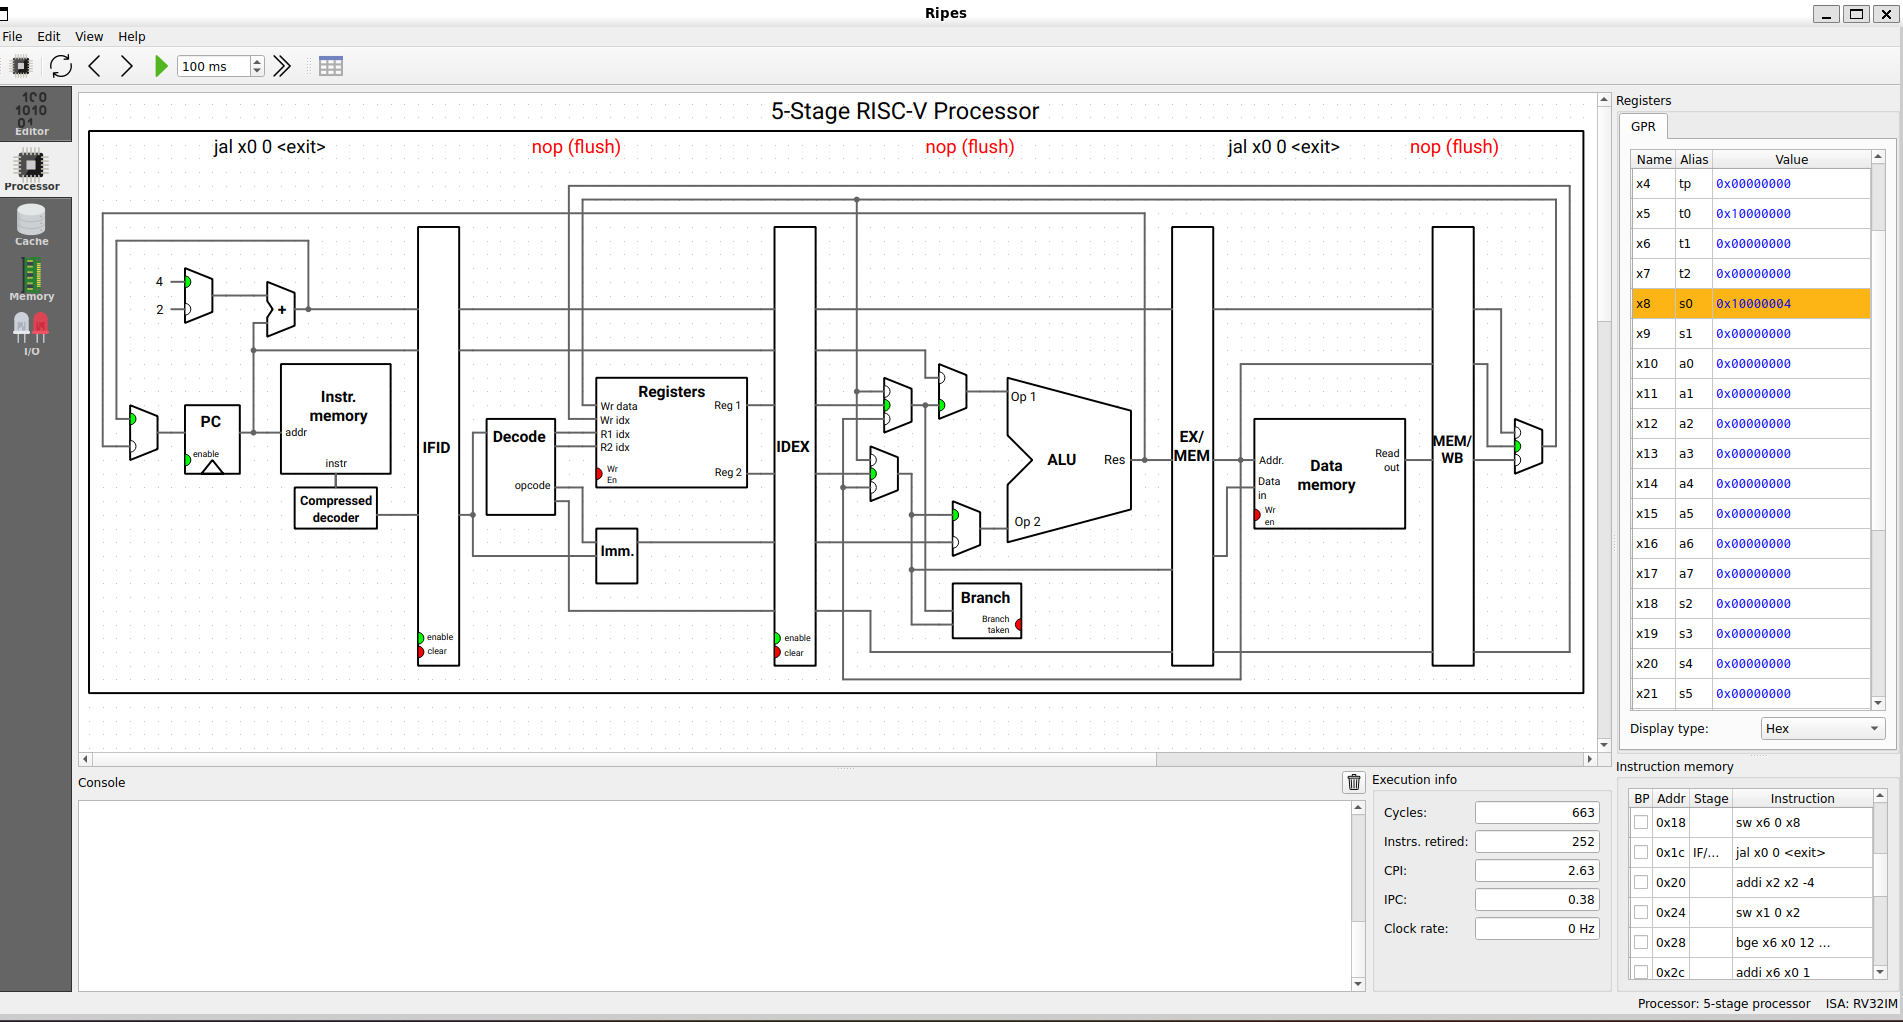 Ripes
File Edit View Help
100 ms
Editor
Processor
Cache
Memory
I/O
5-Stage RISC-V Processor
jal x0 0 <exit> nop (flush) nop (flush) jal x0 0 <exit> nop (flush)
4
2
+
PC
enable
Instr.
memory
addr
instr
Compressed
decoder
IFID
enable
clear
Decode
opcode
Registers
Wr data
Wr idx
R1 idx
R2 idx
Wr
En
Reg 1
Reg 2
Imm.
IDEX
enable
clear
Op 1
ALU
Res
Op 2
Branch
Branch
taken
EX/
MEM
Addr.
Data
in
Wr
en
Data
memory
Read
out
MEM/
WB
Registers
GPR
Name Alias Value
x4 tp 0x00000000
x5 t0 0x10000000
x6 t1 0x00000000
x7 t2 0x00000000
x8 s0 0x10000004
x9 s1 0x00000000
x10 a0 0x00000000
x11 a1 0x00000000
x12 a2 0x00000000
x13 a3 0x00000000
x14 a4 0x00000000
x15 a5 0x00000000
x16 a6 0x00000000
x17 a7 0x00000000
x18 s2 0x00000000
x19 s3 0x00000000
x20 s4 0x00000000
x21 s5 0x00000000
Display type: Hex
Console
Execution info
Cycles: 663
Instrs. retired: 252
CPI: 2.63
IPC: 0.38
Clock rate: 0 Hz
Instruction memory
BP Addr Stage Instruction
0x18 sw x6 0 x8
0x1c IF/... jal x0 0 <exit>
0x20 addi x2 x2 -4
0x24 sw x1 0 x2
0x28 bge x6 x0 12 ...
0x2c addi x6 x0 1
Processor: 5-stage processor ISA: RV32IM